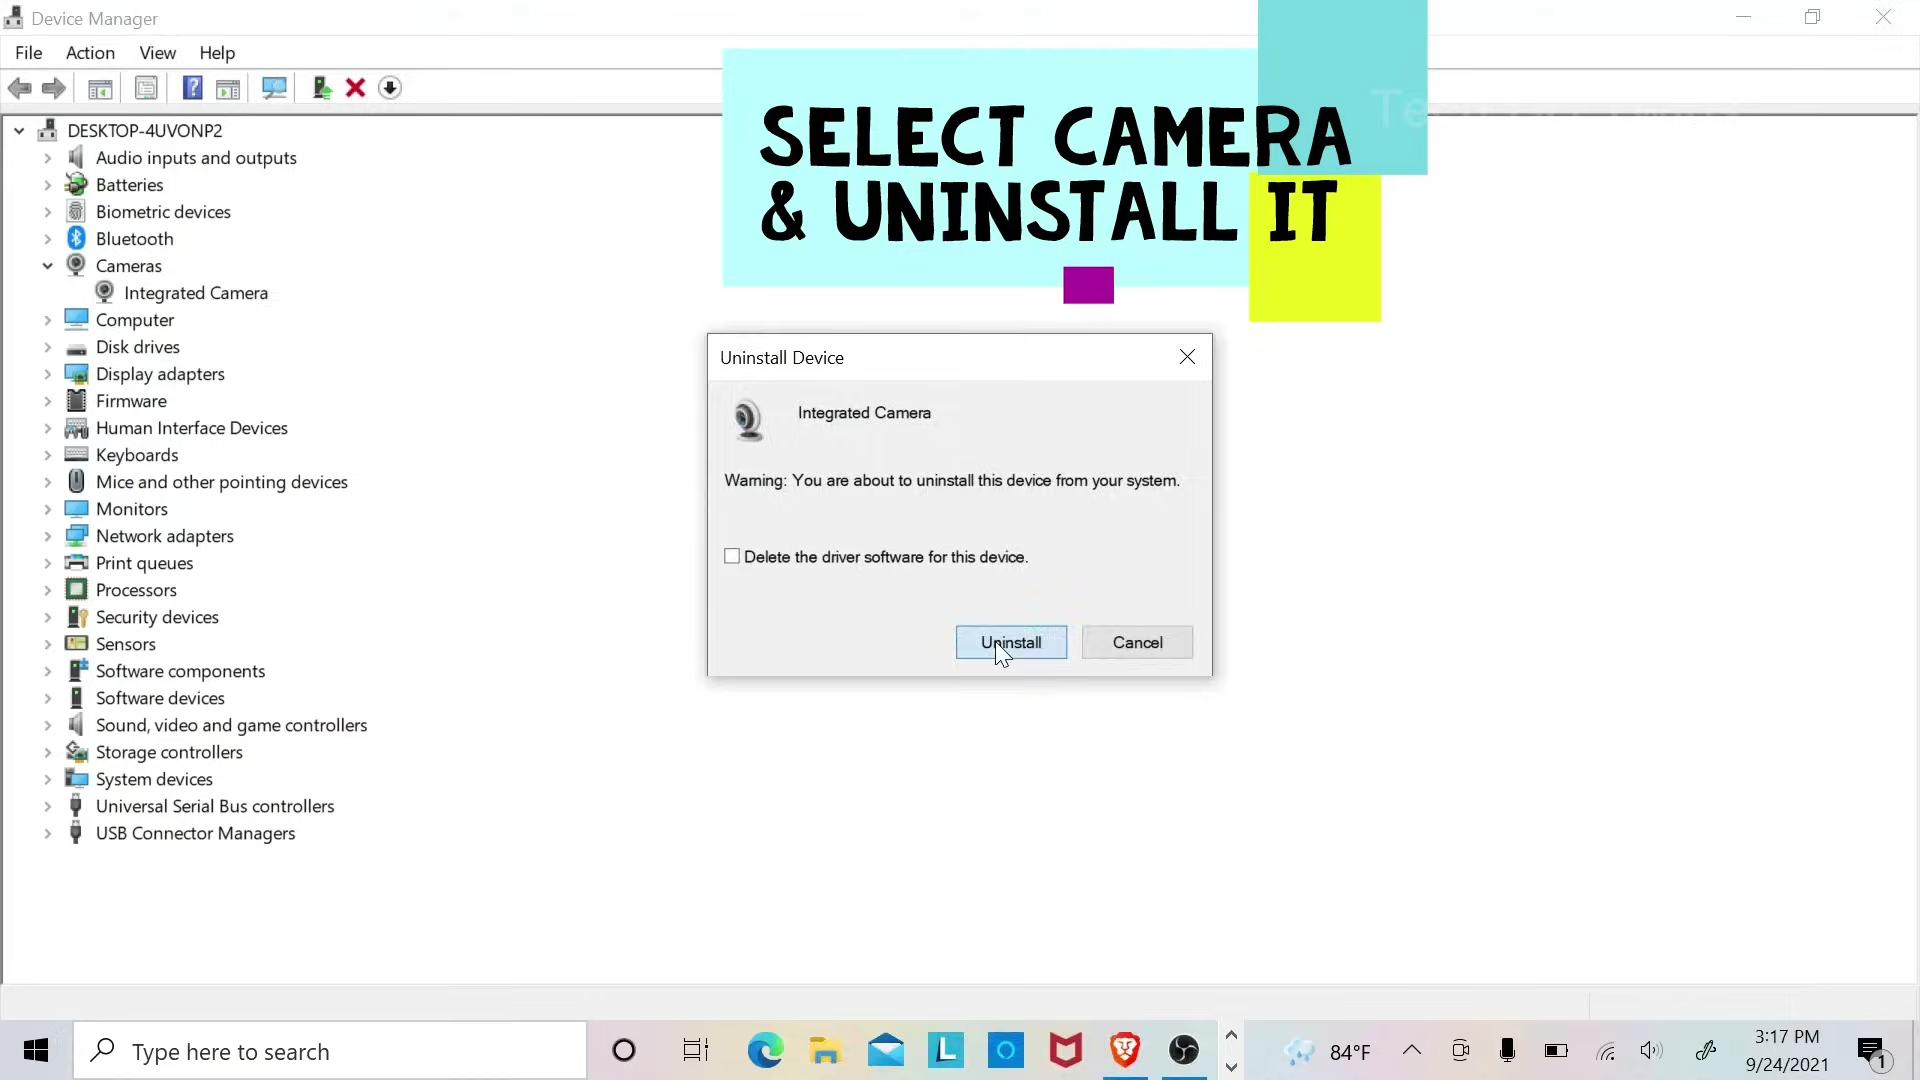 Device Manager
File Action View Help
SELECT CAMERA
& UNINSTALL IT
DESKTOP-4UVONP2
Audio inputs and outputs
Batteries
Biometric devices
Bluetooth
Cameras
Integrated Camera
Computer
Disk drives
Display adapters
Firmware
Human Interface Devices
Keyboards
Mice and other pointing devices
Monitors
Network adapters
Print queues
Processors
Security devices
Sensors
Software components
Software devices
Sound, video and game controllers
Storage controllers
System devices
Universal Serial Bus controllers
USB Connector Managers
Uninstall Device
Integrated Camera
Warning: You are about to uninstall this device from your system.
Delete the driver software for this device.
Uninstall Cancel
Type here to search
L
84°F
3:17 PM
9/24/2021
1